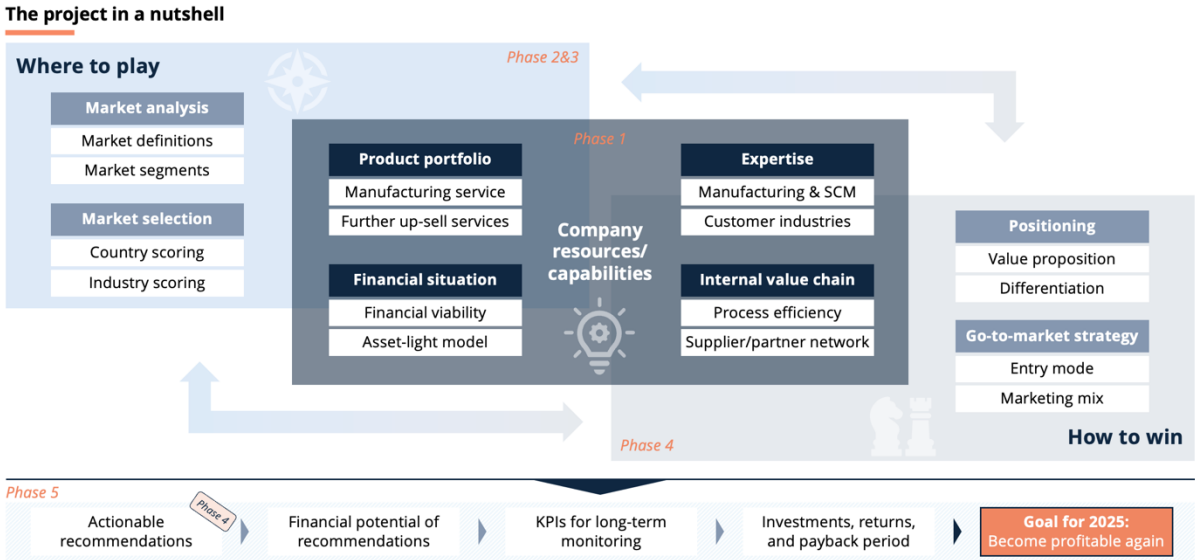 The project in a nutshell
Where to play
Phase 2&3
Market analysis
Market definitions
Market segments
Market selection
Country scoring
Industry scoring
Phase 1
Product portfolio
Manufacturing service
Further up-sell services
Financial situation
Financial viability
Asset-light model
Company
resources/
capabilities
Expertise
Manufacturing & SCM
Customer industries
Internal value chain
Process efficiency
Supplier/partner network
Positioning
Value proposition
Differentiation
Go-to-market strategy
Entry mode
Marketing mix
How to win
Phase 4
Phase 5
Actionable
recommendations
Phase 4
Financial potential of
recommendations
KPIs for long-term
monitoring
Investments, returns,
and payback period
Goal for 2025:
Become profitable again